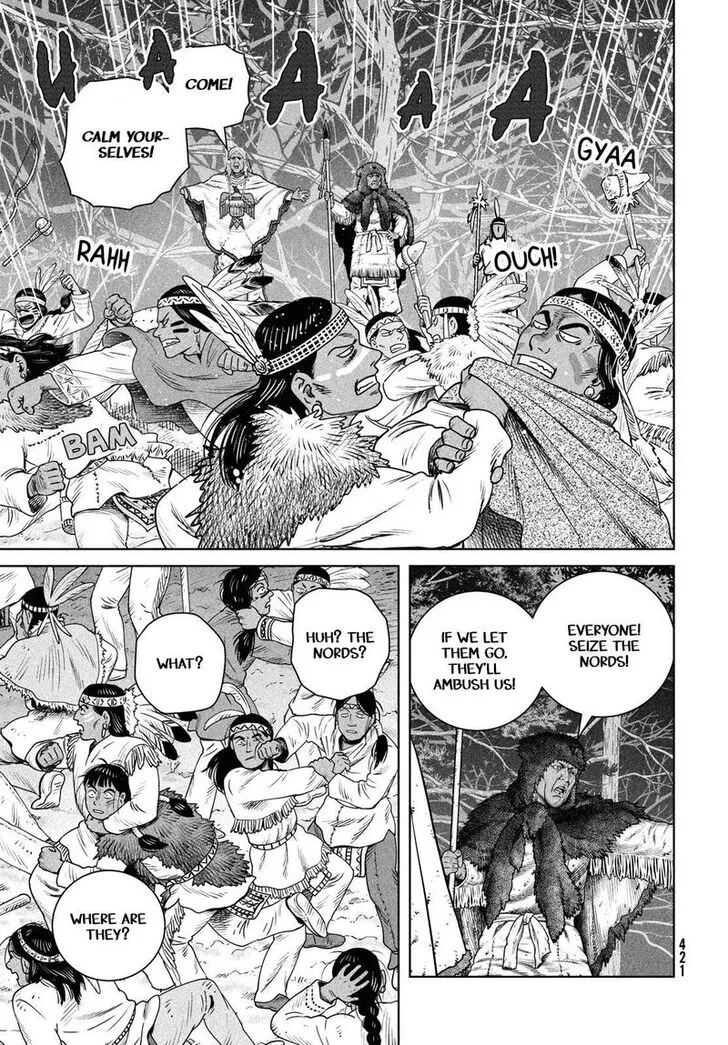 UAAAA
COME!
CALM YOUR-
SELVES!
GYAA
RAHH
OUCH!
BAM
EVERYONE!
SEIZE THE
NORDS!
IF WE LET
THEM GO,
THEY'LL
AMBUSH US!
HUH? THE
NORDS?
WHAT?
WHERE ARE
THEY?
421